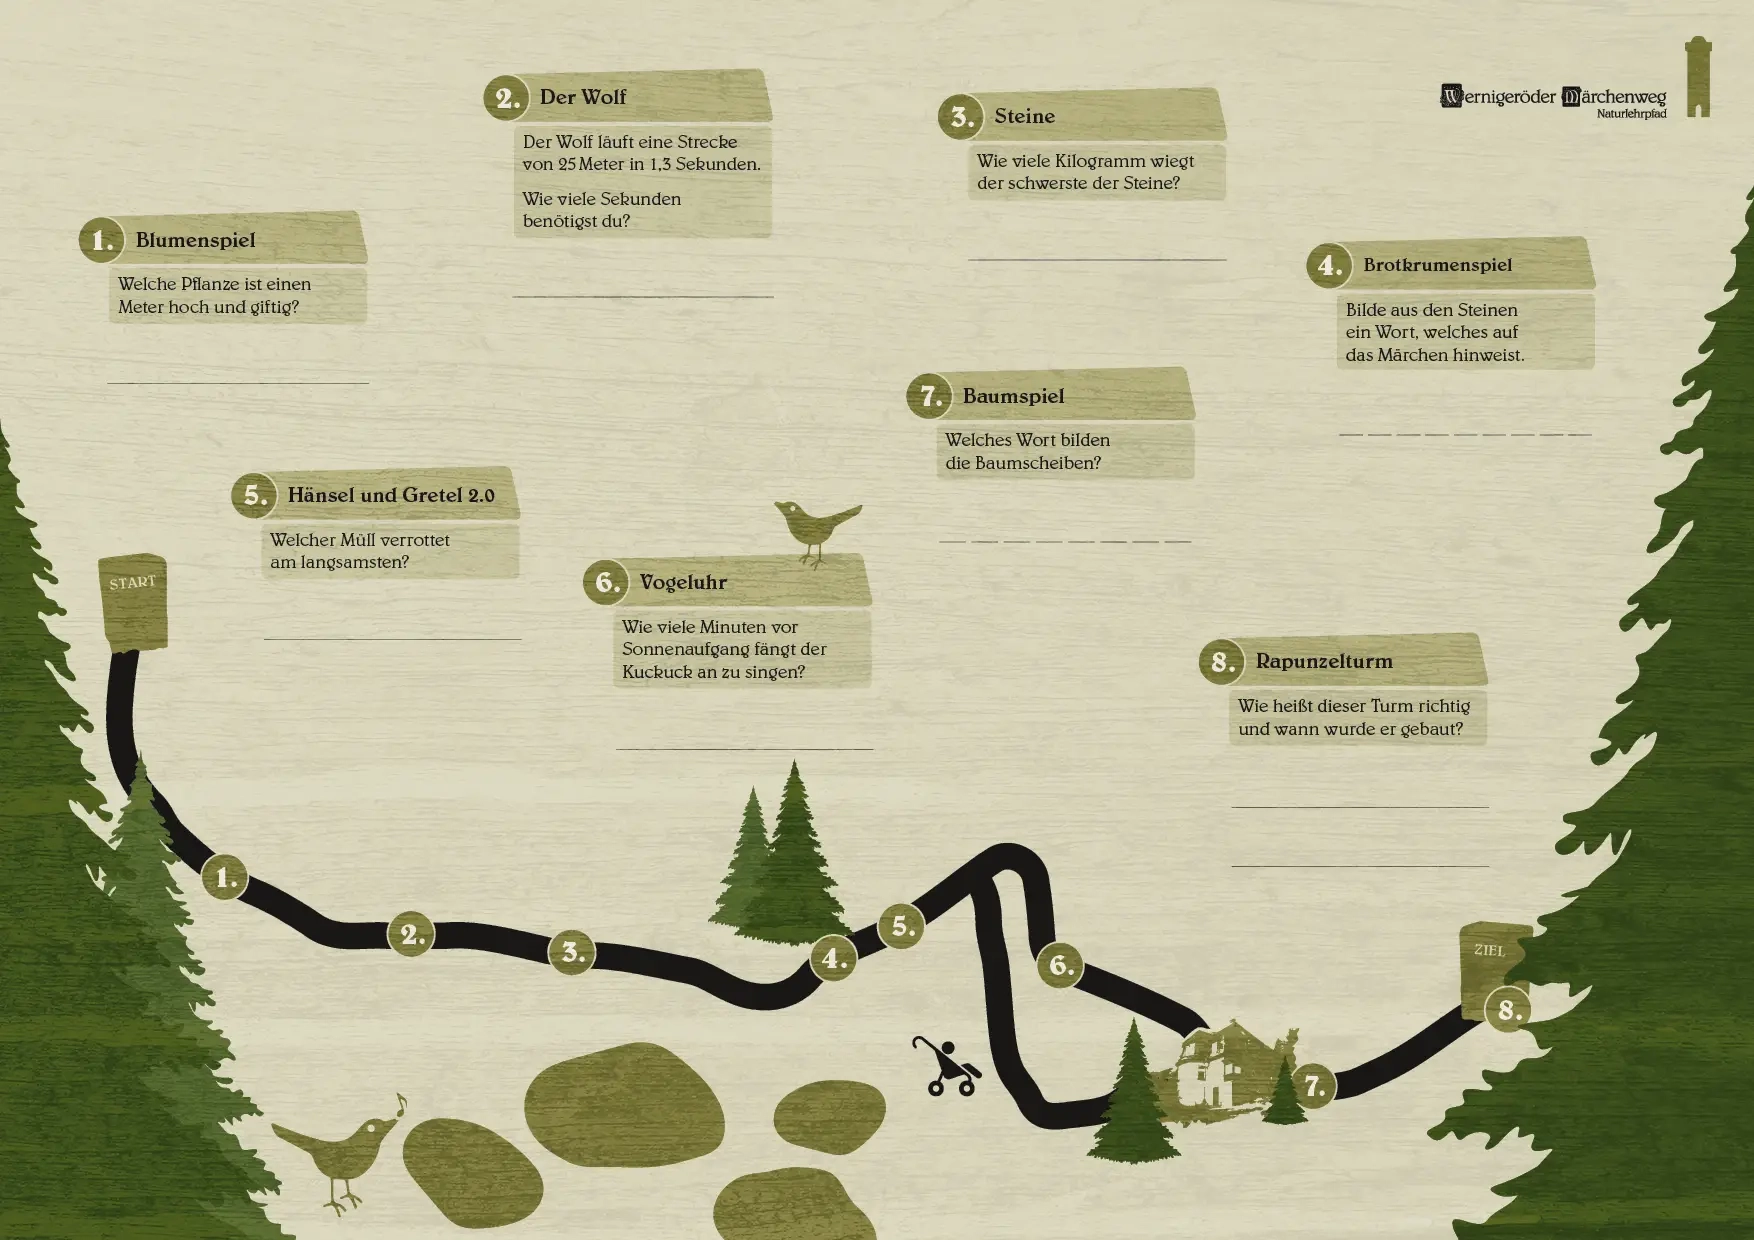 Wernigeröder Märchenweg
Naturlehrpfad
1. Blumenspiel
Welche Pflanze ist einen
Meter hoch und giftig?
2. Der Wolf
Der Wolf läuft eine Strecke
von 25 Meter in 1,3 Sekunden.
Wie viele Sekunden
benötigst du?
3. Steine
Wie viele Kilogramm wiegt
der schwerste der Steine?
4. Brotkrumenspiel
Bilde aus den Steinen
ein Wort, welches auf
das Märchen hinweist.
5. Hänsel und Gretel 2.0
Welcher Müll verrottet
am langsamsten?
6. Vogeluhr
Wie viele Minuten vor
Sonnenaufgang fängt der
Kuckuck an zu singen?
7. Baumspiel
Welches Wort bilden
die Baumscheiben?
8. Rapunzelturm
Wie heißt dieser Turm richtig
und wann wurde er gebaut?
START
1.
2.
3.
4.
5.
6.
7.
8.
ZIEL